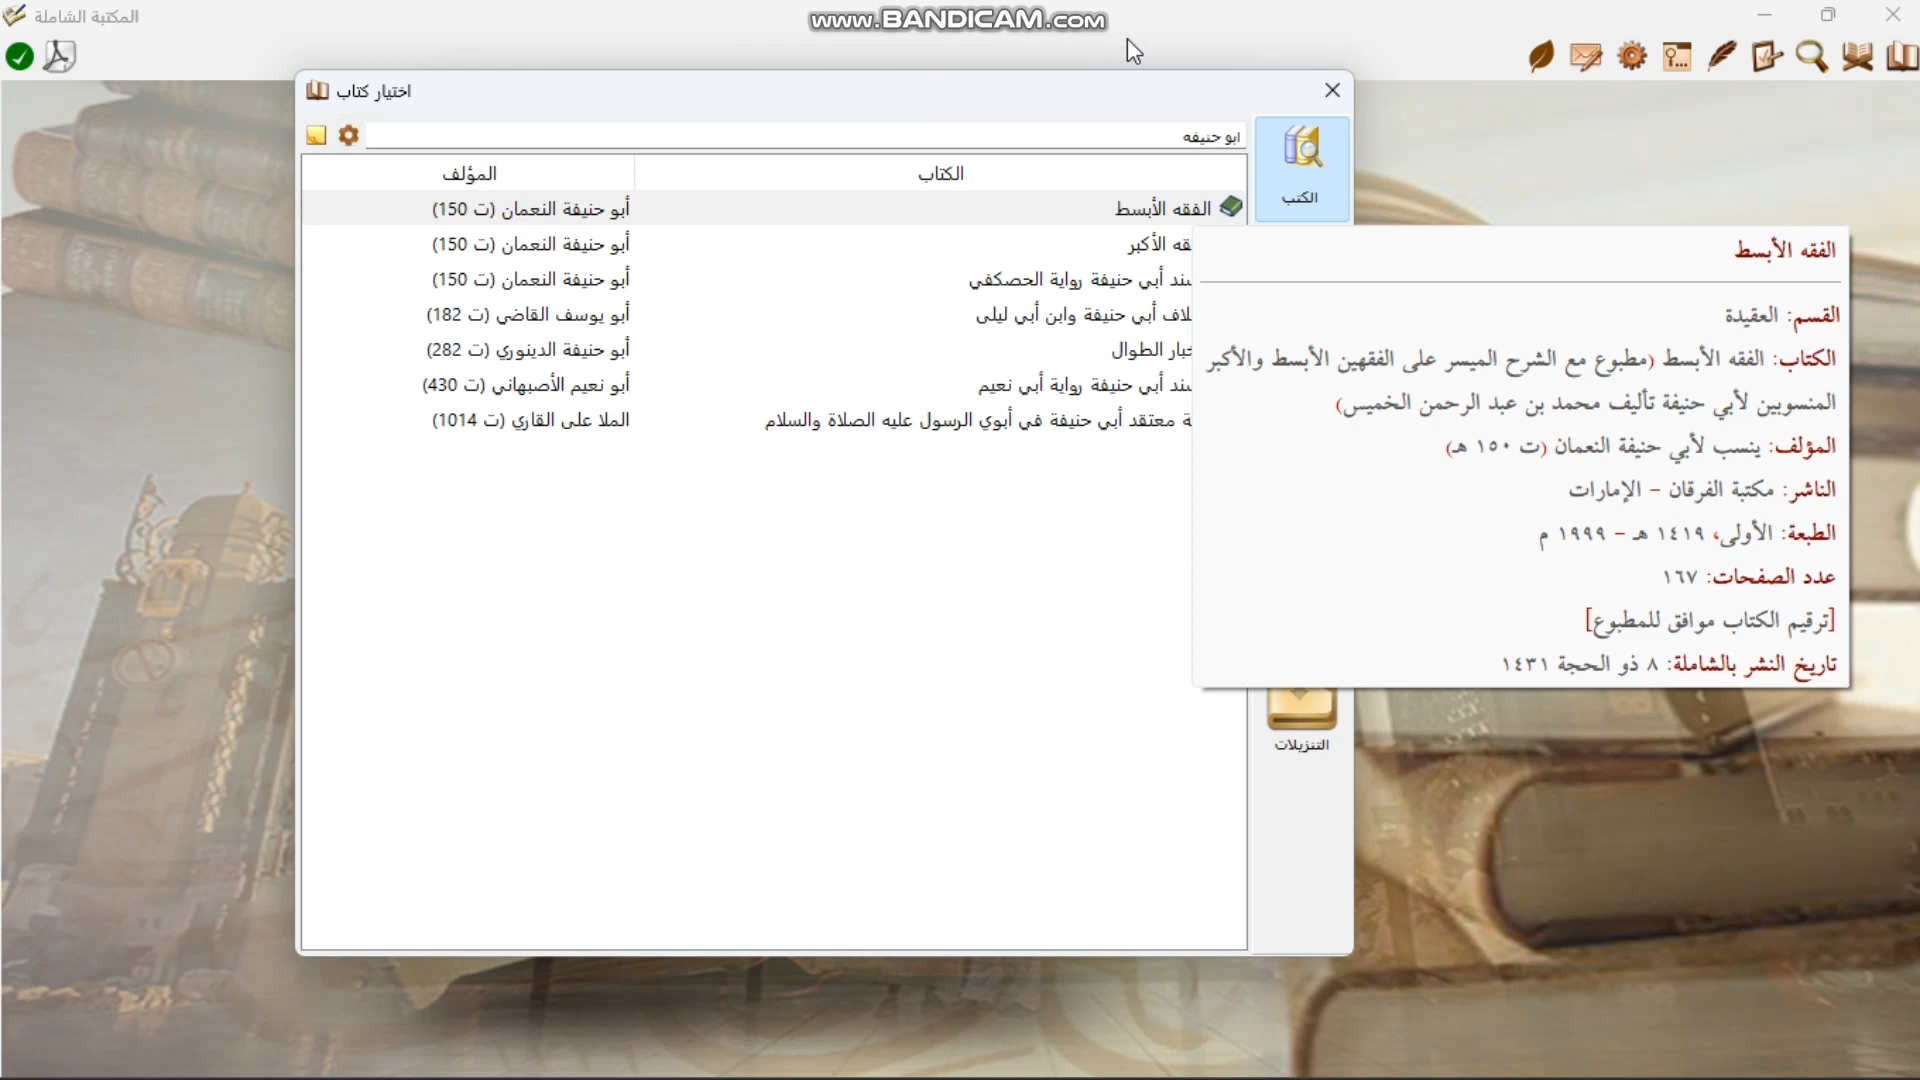 المكتبة الشاملة
www.BANDICAM.com
اختيار كتاب
ابو حنيفه
الكتاب المؤلف
الفقه الأبسط أبو حنيفة النعمان (ت 150)
أبو حنيفة النعمان (ت 150)
الأكبر
أبو حنيفة النعمان (ت 150)
أبي حنيفة رواية الحصكفي
أبو يوسف القاضي (ت 182)
أبي حنيفة وابن أبي ليلى
أبو حنيفة الدينوري (ت 282)
الطوال
أبو نعيم الأصبهاني (ت 430)
أبي حنيفة رواية أبي نعيم
الملا على القاري (ت 1014)
معتقد أبي حنيفة في أبوي الرسول عليه الصلاة والسلام
الكتب
الفقه الأبسط
القسم: العقيدة
الكتاب: الفقه الأبسط (مطبوع مع الشرح الميسر على الفقهين الأبسط والأكبر
المنسوبين لأبي حنيفة تأليف محمد بن عبد الرحمن الخميس)
المؤلف: ينسب لأبي حنيفة النعمان (ت ١٥٠ هـ)
الناشر: مكتبة الفرقان - الإمارات
الطبعة: الأولى، ١٤١٩ هـ - ١٩٩٩ م
عدد الصفحات: ١٦٧
[ترقيم الكتاب موافق للمطبوع]
تاريخ النشر بالشاملة: ٨ ذو الحجة ١٤٣١
التنزيلات